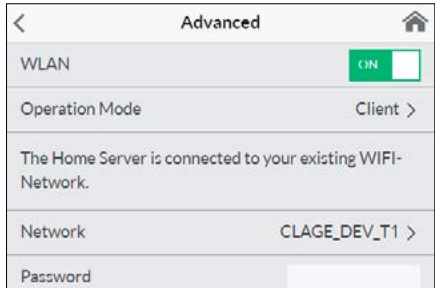 Advanced
WLAN ON
Operation Mode Client >
The Home Server is connected to your existing WIFI-
Network.
Network CLAGE_DEV_T1 >
Password